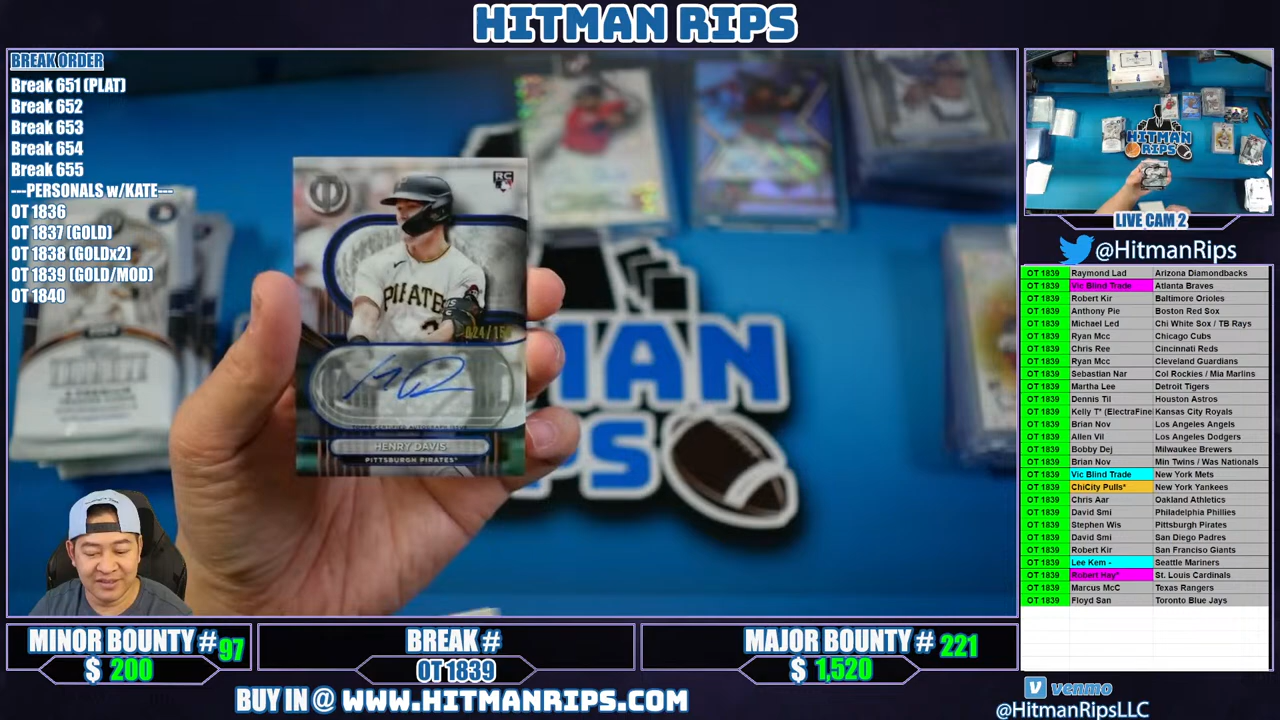 HITMAN RIPS
BREAK ORDER
Break 651 (PLAT)
Break 652
Break 653
Break 654
Break 655
---PERSONALS w/KATE---
OT 1836
OT 1837 (GOLD)
OT 1838 (GOLDx2)
OT 1839 (GOLD/MOD)
OT 1840
RC
PIRATES
024/150
HENRY DAVIS
PITTSBURGH PIRATES
HITMAN
RIPS
LIVE CAM 2
@HitmanRips
OT 1839 Raymond Lad Arizona Diamondbacks
OT 1839 Vic Blind Trade Atlanta Braves
OT 1839 Robert Kir Baltimore Orioles
OT 1839 Anthony Pie Boston Red Sox
OT 1839 Michael Led Chi White Sox / TB Rays
OT 1839 Ryan Mcc Chicago Cubs
OT 1839 Chris Ree Cincinnati Reds
OT 1839 Ryan Mcc Cleveland Guardians
OT 1839 Sebastian Nar Col Rockies / Mia Marlins
OT 1839 Martha Lee Detroit Tigers
OT 1839 Dennis Til Houston Astros
OT 1839 Kelly T* (ElectraFine Kansas City Royals
OT 1839 Brian Nov Los Angeles Angels
OT 1839 Allen Vil Los Angeles Dodgers
OT 1839 Bobby Dej Milwaukee Brewers
OT 1839 Brian Nov Min Twins / Was Nationals
OT 1839 Vic Blind Trade New York Mets
OT 1839 ChiCity Pulls* New York Yankees
OT 1839 Chris Aar Oakland Athletics
OT 1839 David Smi Philadelphia Phillies
OT 1839 Stephen Wis Pittsburgh Pirates
OT 1839 David Smi San Diego Padres
OT 1839 Robert Kir San Franciso Giants
OT 1839 Lee Kem - Seattle Mariners
OT 1839 Robert Hay* St. Louis Cardinals
OT 1839 Marcus McC Texas Rangers
OT 1839 Floyd San Toronto Blue Jays
MINOR BOUNTY # 97
$ 200
BREAK #
OT 1839
MAJOR BOUNTY # 221
$ 1,520
BUY IN @ WWW.HITMANRIPS.COM
venmo
@HitmanRipsLLC